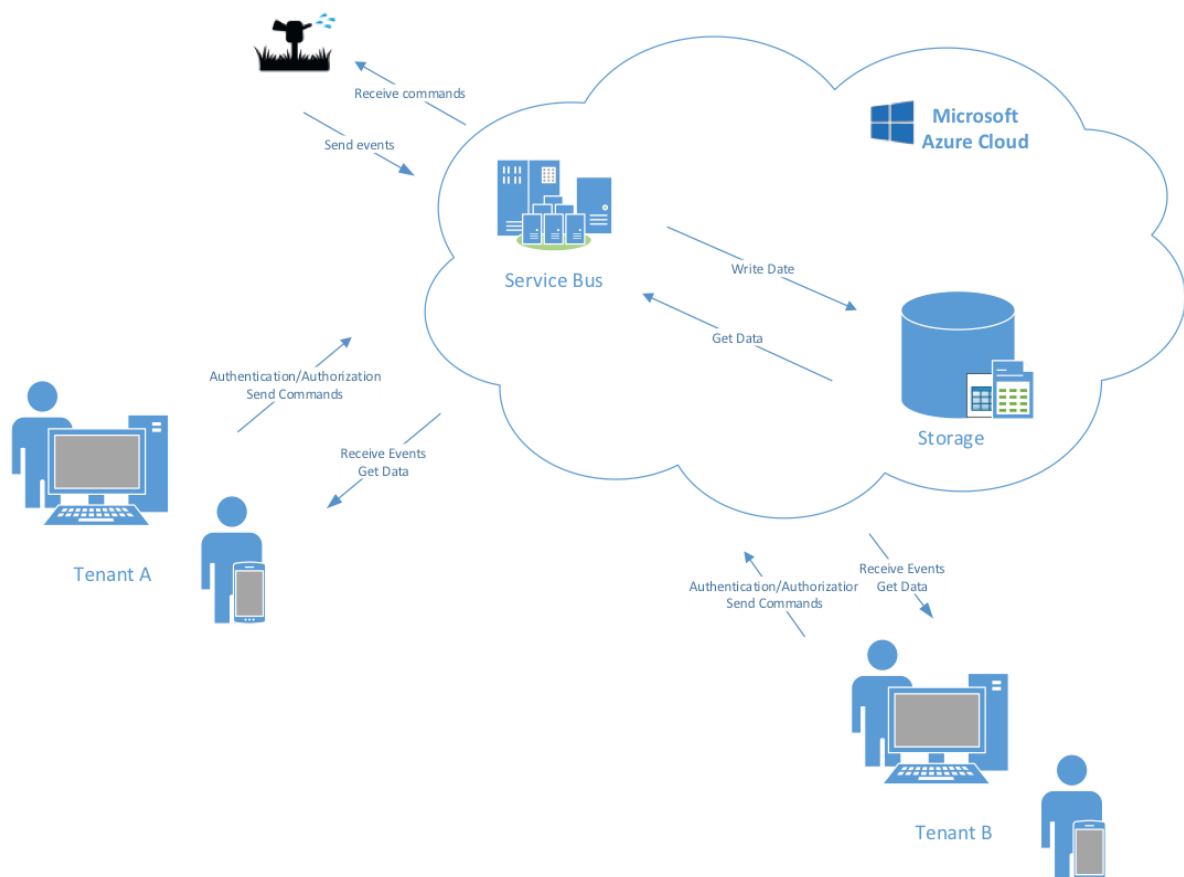 Receive commands
Send events
Microsoft
Azure Cloud
Service Bus
Write Date
Get Data
Storage
Authentication/Authorization
Send Commands
Receive Events
Get Data
Tenant A
Authentication/Authorizatior
Send Commands
Receive Events
Get Data
Tenant B